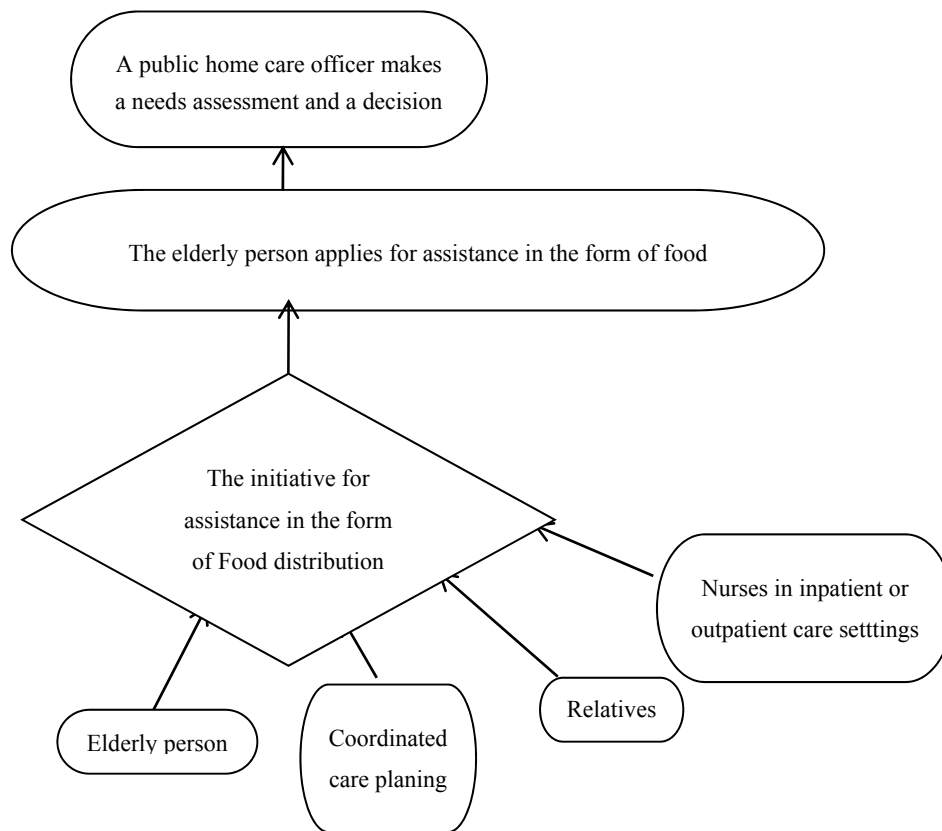 A public home care officer makes
a needs assessment and a decision
The elderly person applies for assistance in the form of food
The initiative for
assistance in the form
of Food distribution
Nurses in inpatient or
outpatient care setttings
Relatives
Elderly person
Coordinated
care planing